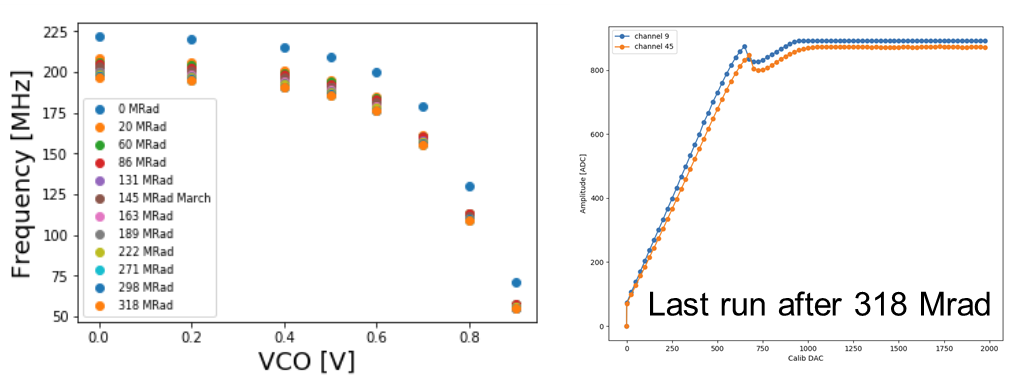 225
200
175
150
125
100
75
50
Frequency [MHz]
0 MRad
20 MRad
60 MRad
86 MRad
131 MRad
145 MRad March
163 MRad
189 MRad
222 MRad
271 MRad
298 MRad
318 MRad
0.0 0.2 0.4 0.6 0.8
VCO [V]
channel 9
channel 45
800
600
400
200
0
Amplitude [ADC]
Last run after 318 Mrad
0 250 500 750 1000 1250 1500 1750 2000
Calib DAC